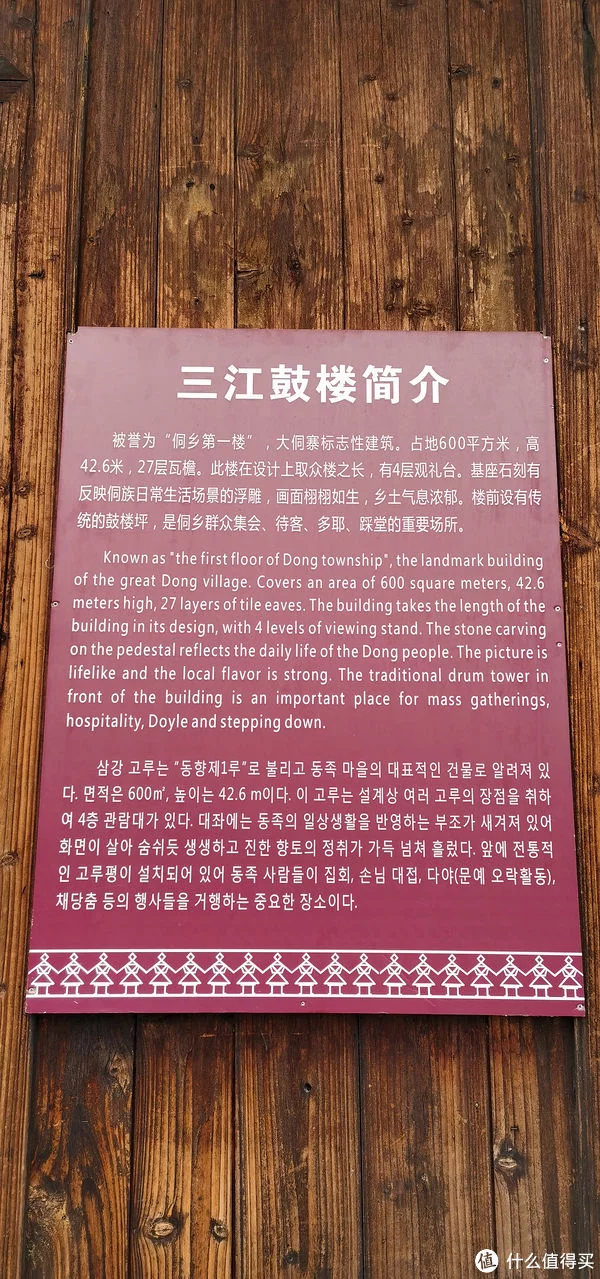 三江鼓楼简介
被誉为“侗乡第一楼”，大侗寨标志性建筑。占地600平方米，高
42.6米，27层瓦檐。此楼在设计上取众楼之长，有4层观礼台。基座石刻有
反映侗族日常生活场景的浮雕，画面栩栩如生，乡土气息浓郁。楼前设有传
统的鼓楼坪，是侗乡群众集会、待客、多耶、踩堂的重要场所。
Known as "the first floor of Dong township", the landmark building
of the great Dong village. Covers an area of 600 square meters, 42.6
meters high, 27 layers of tile eaves. The building takes the length of the
building in its design, with 4 levels of viewing stand. The stone carving
on the pedestal reflects the daily life of the Dong people. The picture is
lifelike and the local flavor is strong. The traditional drum tower in
front of the building is an important place for mass gatherings,
hospitality, Doyle and stepping down.
삼강 고루는 “동향제1루”로 불리고 동족 마을의 대표적인 건물로 알려져 있
다. 면적은 600㎡, 높이는 42.6 m이다. 이 고루는 설계상 여러 고루의 장점을 취하
여 4층 관람대가 있다. 대좌에는 동족의 일상생활을 반영하는 부조가 새겨져 있어
화면이 살아 숨쉬듯 생생하고 진한 향토의 정취가 가득 넘쳐 흘렀다. 앞에 전통적
인 고루평이 설치되어 있어 동족 사람들이 집회, 손님 대접, 다야(문예 오락활동),
채당춤 등의 행사들을 거행하는 중요한 장소이다.
值 什么值得买